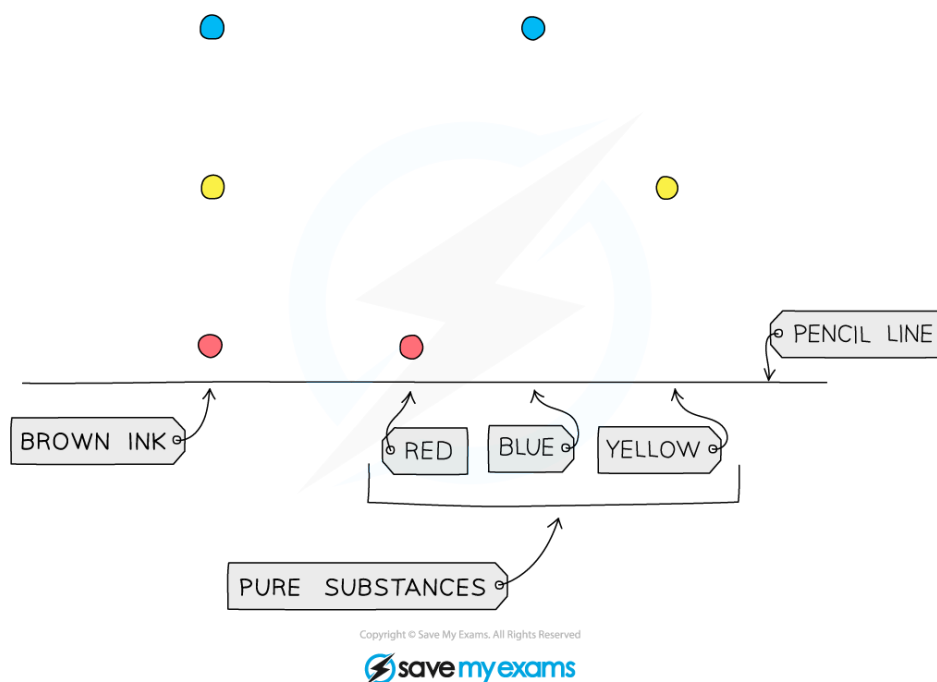 PENCIL LINE
BROWN INK
RED
BLUE
YELLOW
PURE SUBSTANCES
Copyright © Save My Exams. All Rights Reserved
save my exams